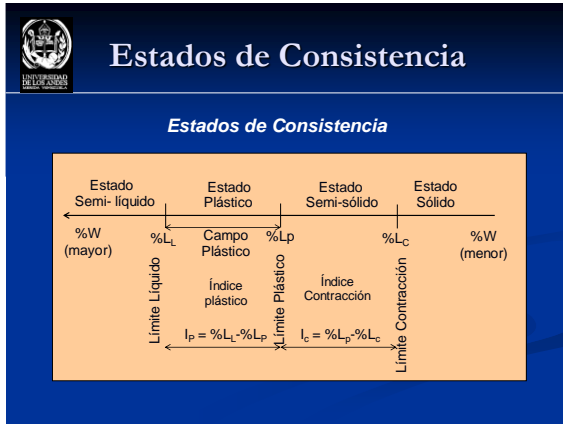 Estados de Consistencia
UNIVERSIDAD
DE LOS ANDES
MERIDA VENEZUELA
Estados de Consistencia
Estado
Semi- líquido
Estado
Plástico
Estado
Semi-sólido
Estado
Sólido
%W
(mayor)
%LL
Campo
Plástico
%Lp
%LC
%W
(menor)
Límite Líquido
Índice
plástico
Límite Plástico
Índice
Contracción
Límite Contracción
IP = %LL-%LP
Ic = %Lp-%Lc